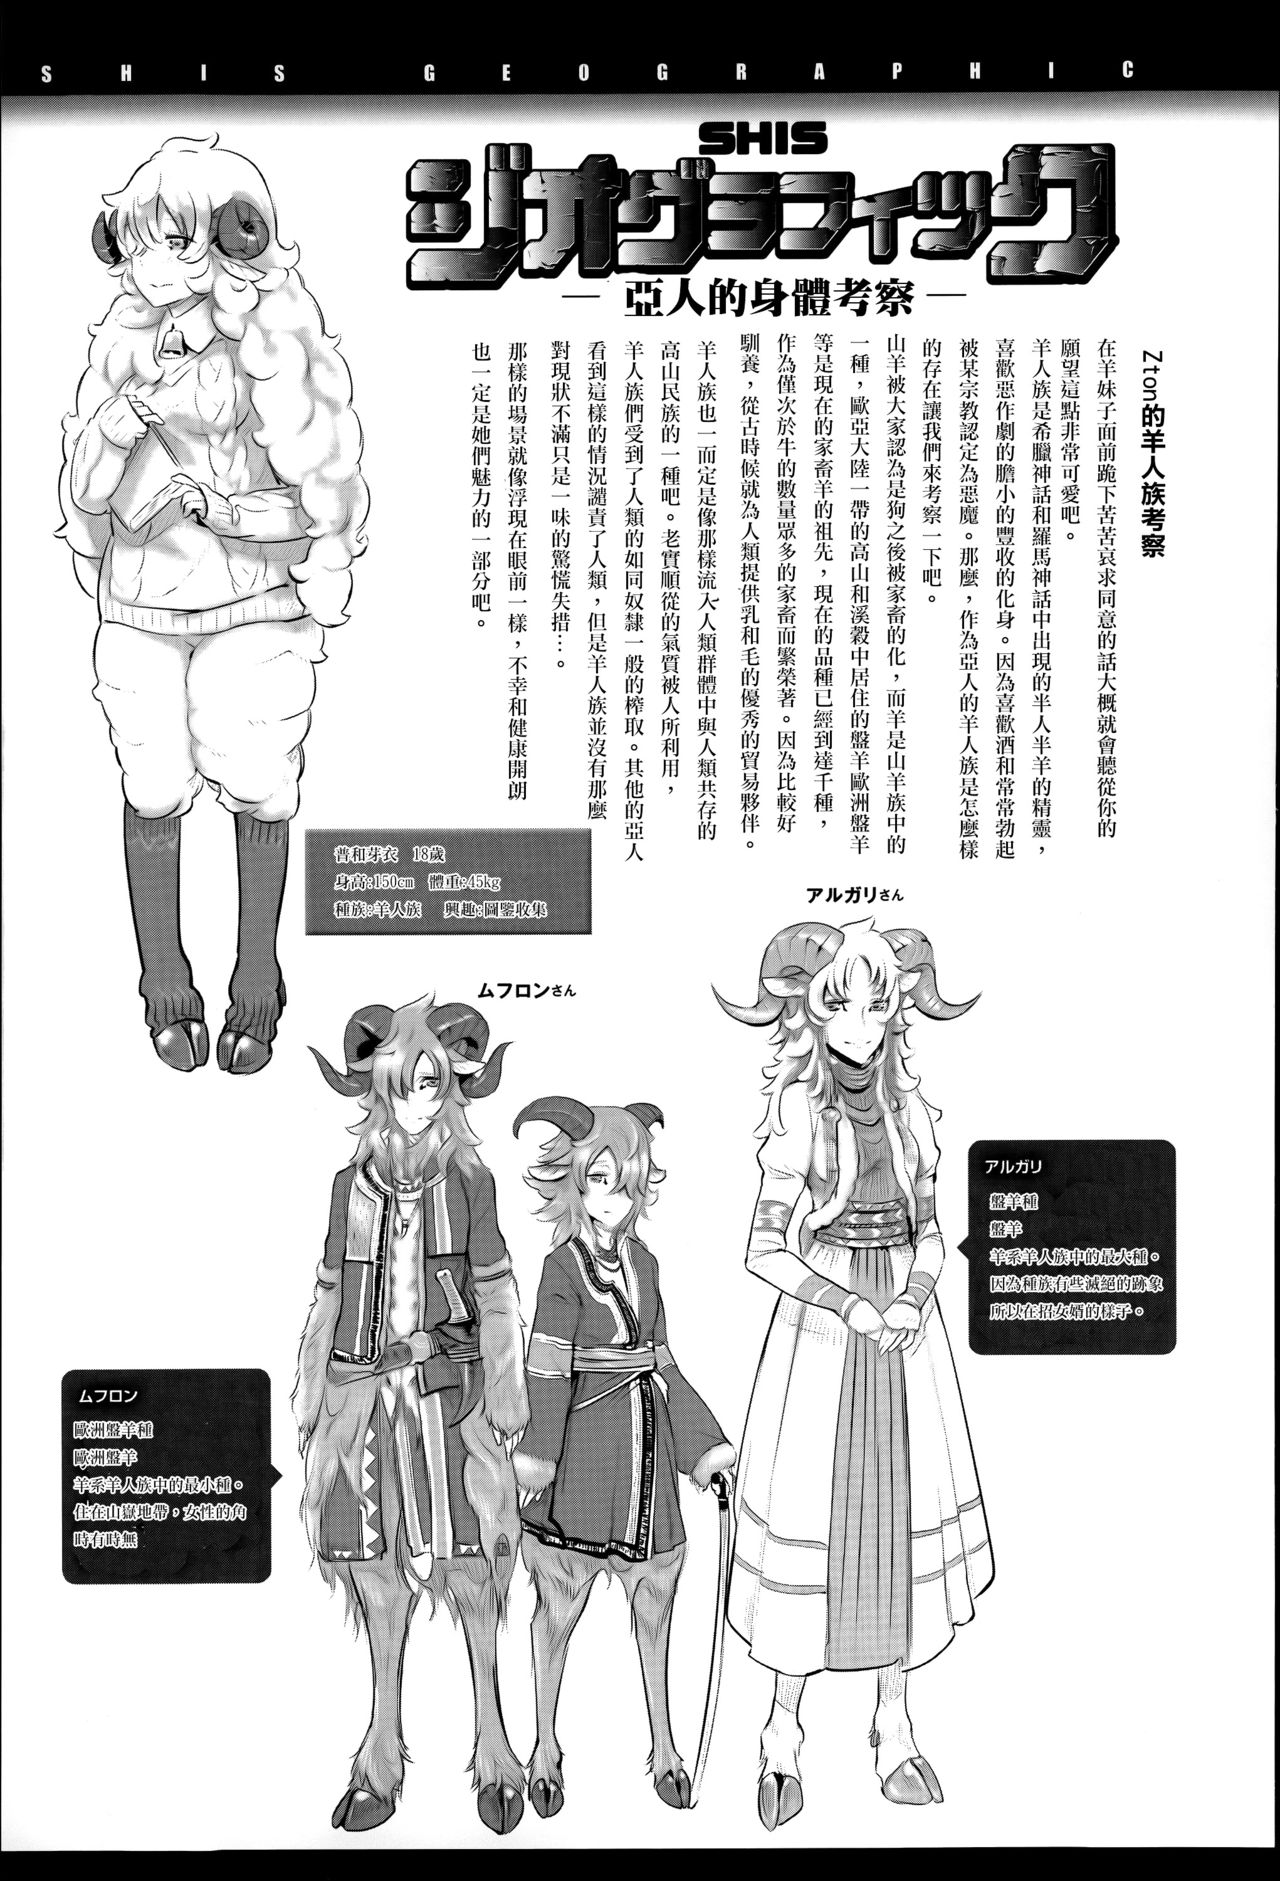 SHIS GEOGRAPHIC
SHIS
ジオグラフィック
─ 亞人的身體考察 ─
Zton的羊人族考察
在羊妹子面前跪下苦苦哀求同意的話大概就會聽從你的
願望這點非常可愛吧。
羊人族是希臘神話和羅馬神話中出現的半人半羊的精靈，
喜歡惡作劇的膽小的豐收的化身。因為喜歡酒和常常勃起
被某宗教認定為惡魔。那麼，作為亞人的羊人族是怎麼樣
的存在讓我們來考察一下吧。
山羊被大家認為是狗之後被家畜的化，而羊是山羊族中的
一種，歐亞大陸一帶的高山和溪穀中居住的盤羊歐洲盤羊
等是現在的家畜羊的祖先，現在的品種已經到達千種，
作為僅次於牛的數量眾多的家畜而繁榮著。因為比較好
馴養，從古時候就為人類提供乳和毛的優秀的貿易夥伴。
羊人族也一而定是像那樣流入人類群體中與人類共存的
高山民族的一種吧。老實順從的氣質被人所利用，
羊人族們受到了人類的如同奴隸一般的榨取。其他的亞人
看到這樣的情況譴責了人類，但是羊人族並沒有那麼
對現狀不滿只是一味的驚慌失措…。
那樣的場景就像浮現在眼前一樣，不幸和健康開朗
也一定是她們魅力的一部分吧。
普和芽衣　18歲
身高:150cm　體重:45kg
種族:羊人族　興趣:圖鑒收集
アルガリさん
ムフロンさん
アルガリ
盤羊種
盤羊
羊系羊人族中的最大種。
因為種族有些滅絕的跡象
所以在招女婿的樣子。
ムフロン
歐洲盤羊種
歐洲盤羊
羊系羊人族中的最小種。
住在山嶽地帶，女性的角
時有時無